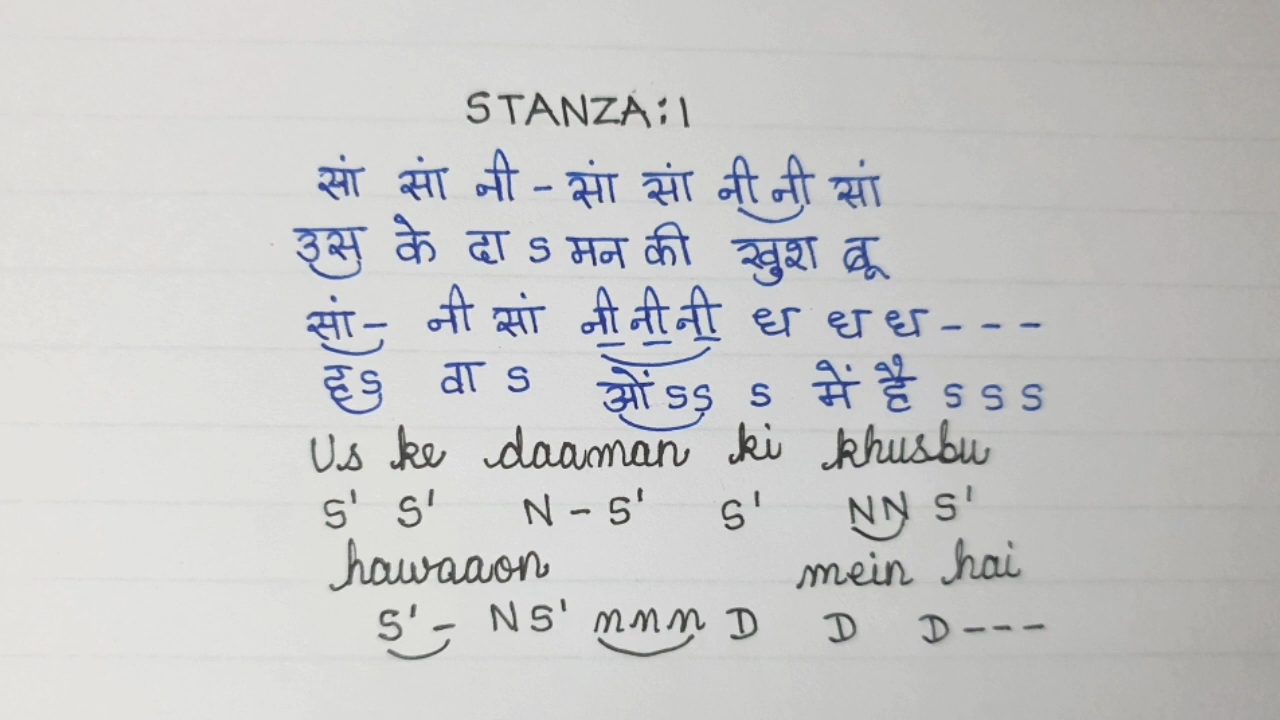 STANZA:1
सां सां नी - सां सां नी नी सां
उस के दा ऽ मन की खुश बू
सां - नी सां नी॒ नी॒ नी॒ ध ध ध - - -
हऽ वा ऽ ओंऽऽ ऽ में है ऽ ऽ ऽ
Us ke daaman ki khusbu
S' S' N - S' S' NN S'
hawaaon mein hai
S' - N S' nnn D D D - - -